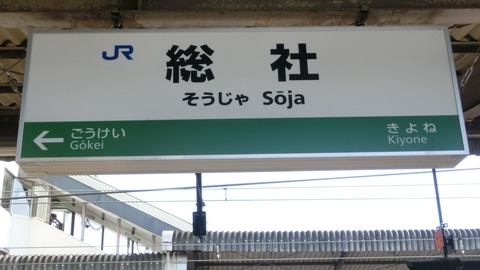 JR 総社
そうじゃ Sōja
← ごうけい きよね
Gōkei Kiyone